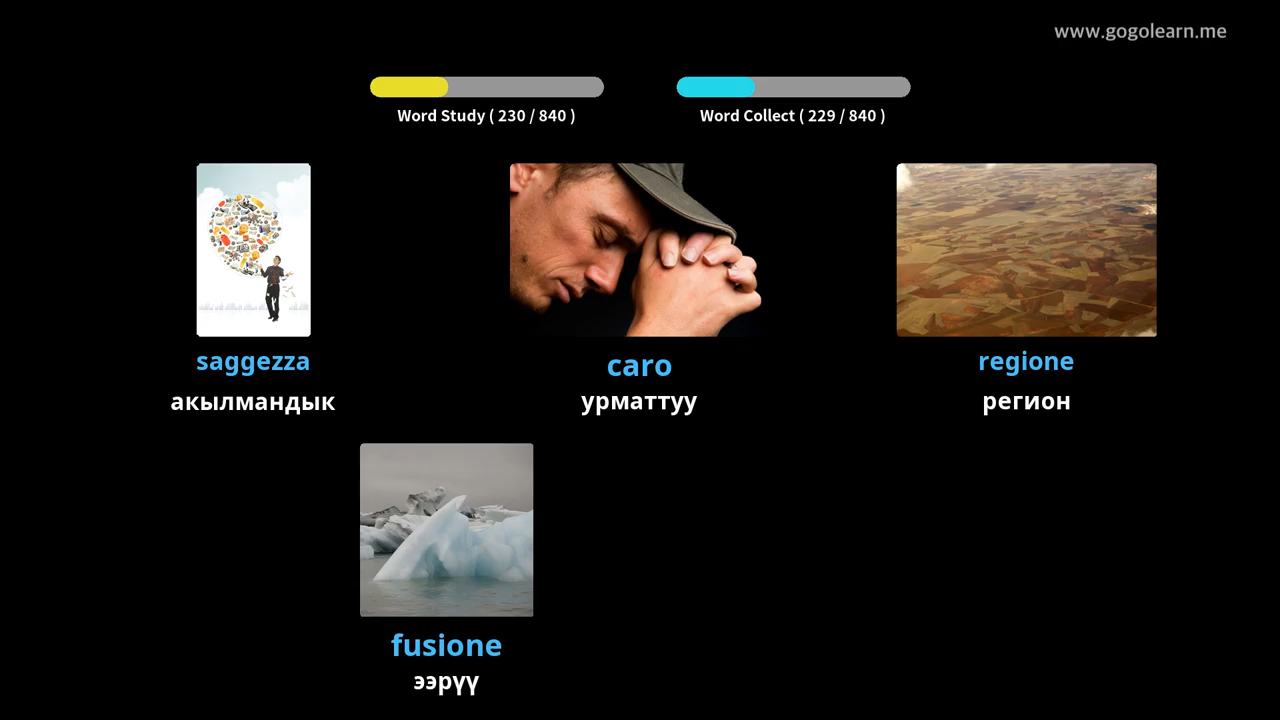 www.gogolearn.me
Word Study ( 230 / 840 )
Word Collect ( 229 / 840 )
saggezza
акылмандык
caro
урматтуу
regione
регион
fusione
ээрүү